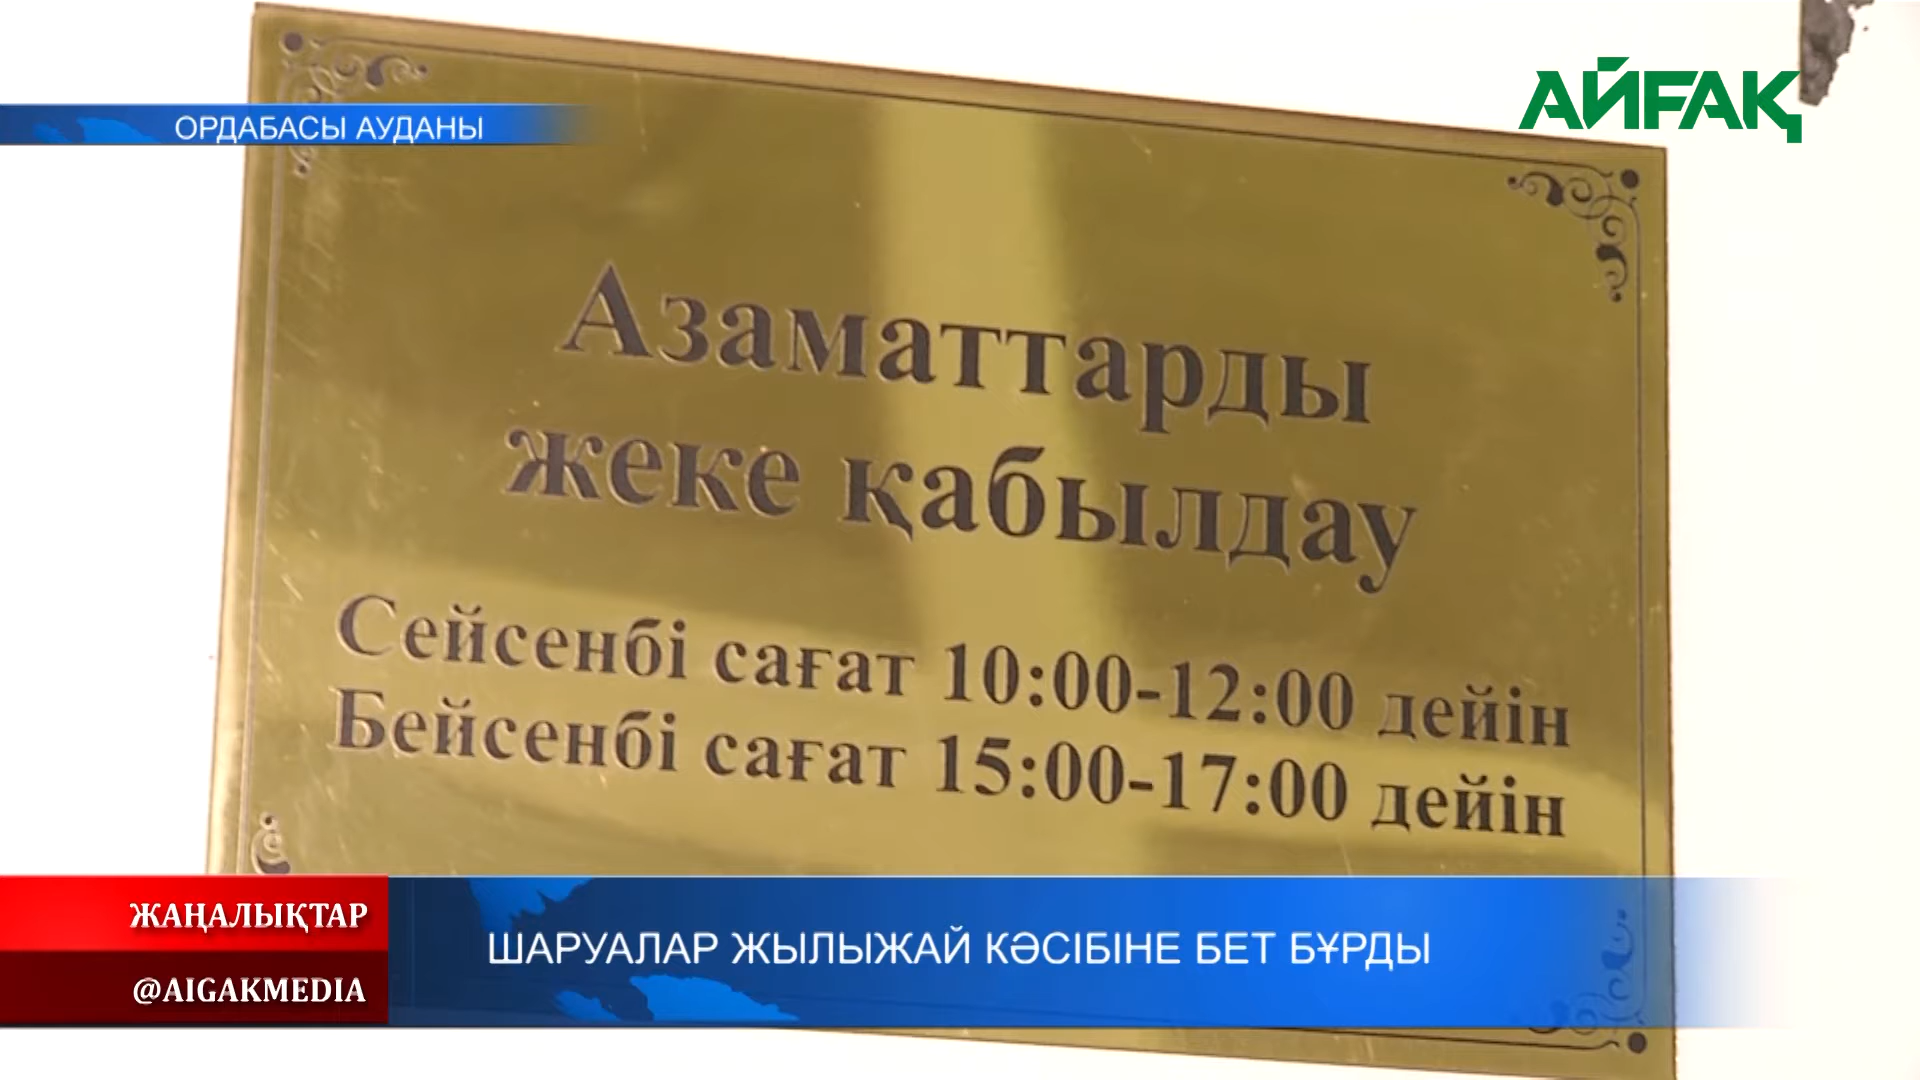 АЙҒАҚ
ОРДАБАСЫ АУДАНЫ
Азаматтарды
жеке қабылдау
Сейсенбі сағат 10:00-12:00 дейін
Бейсенбі сағат 15:00-17:00 дейін
ЖАҢАЛЫҚТАР
ШАРУАЛАР ЖЫЛЫЖАЙ КӘСІБІНЕ БЕТ БҰРДЫ
@AIGAKMEDIA